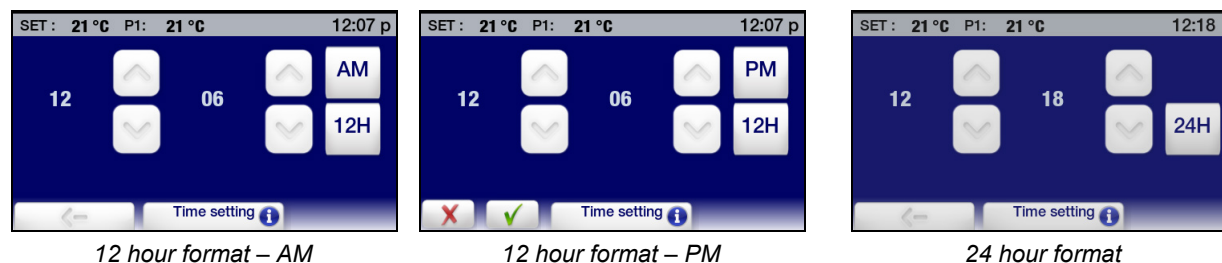 SET : 21 °C P1: 21 °C 12:07 p
12 06 AM
12H
Time setting i
12 hour format – AM
SET : 21 °C P1: 21 °C 12:07 p
12 06 PM
12H
Time setting i
12 hour format – PM
SET : 21 °C P1: 21 °C 12:18
12 18 24H
Time setting i
24 hour format